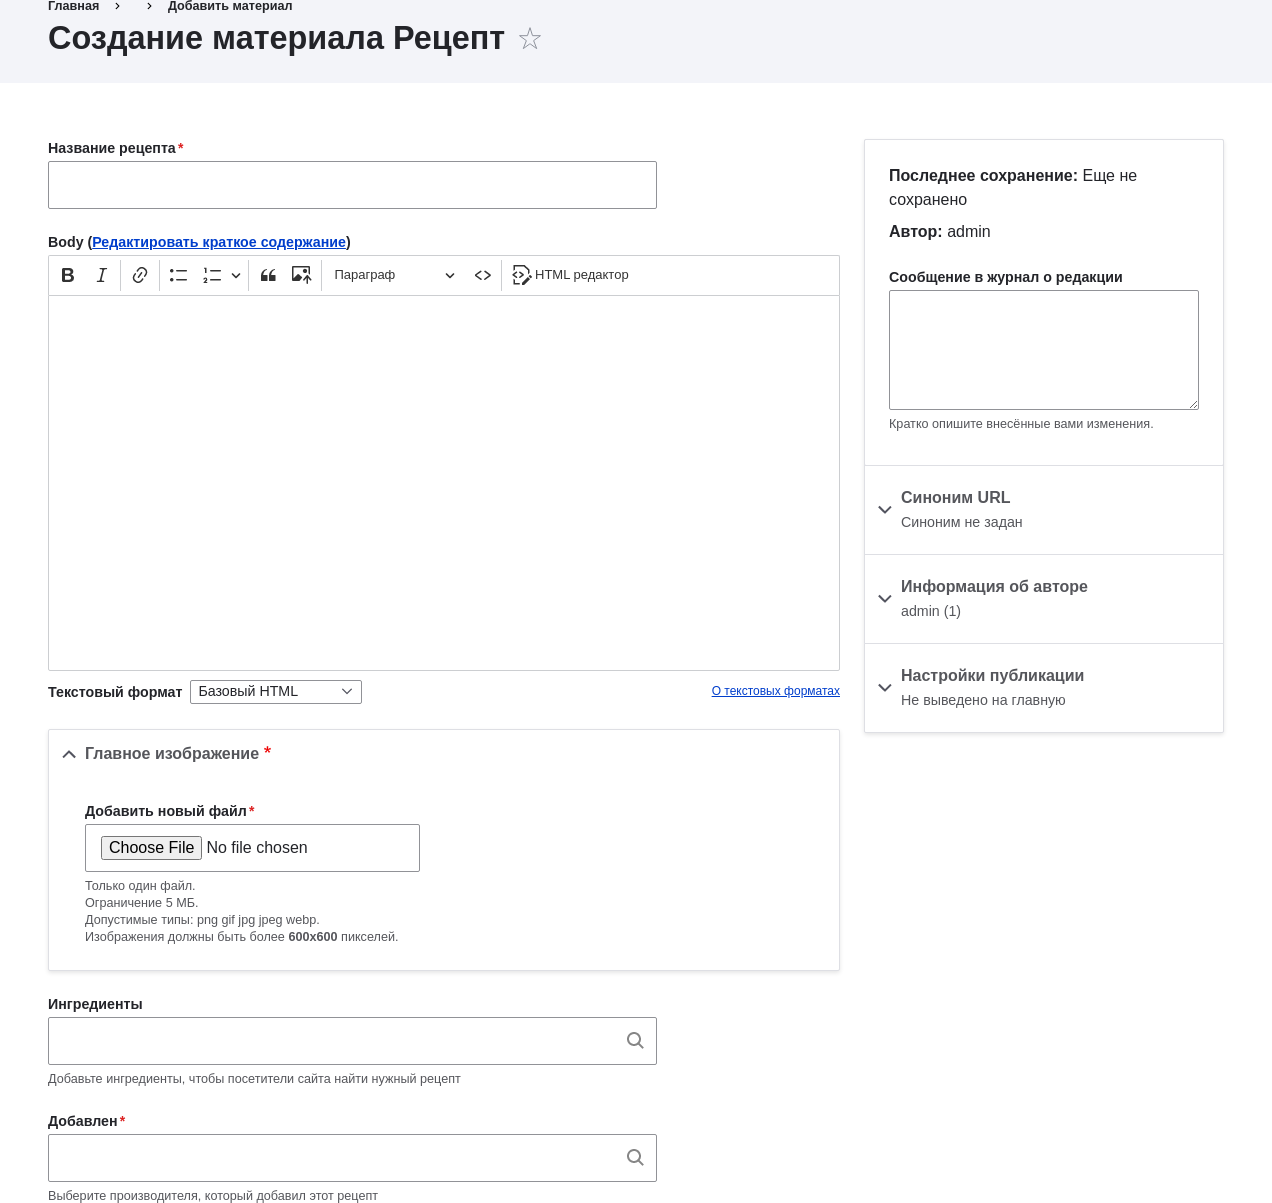 Главная › › Добавить материал
Создание материала Рецепт ☆
Название рецепта*
Body (Редактировать краткое содержание)
Параграф
HTML редактор
Текстовый формат
Базовый HTML
О текстовых форматах
Главное изображение *
Добавить новый файл*
Choose File No file chosen
Только один файл.
Ограничение 5 МБ.
Допустимые типы: png gif jpg jpeg webp.
Изображения должны быть более 600x600 пикселей.
Ингредиенты
Добавьте ингредиенты, чтобы посетители сайта найти нужный рецепт
Добавлен*
Выберите производителя, который добавил этот рецепт
Последнее сохранение: Еще не
сохранено
Автор: admin
Сообщение в журнал о редакции
Кратко опишите внесённые вами изменения.
Синоним URL
Синоним не задан
Информация об авторе
admin (1)
Настройки публикации
Не выведено на главную